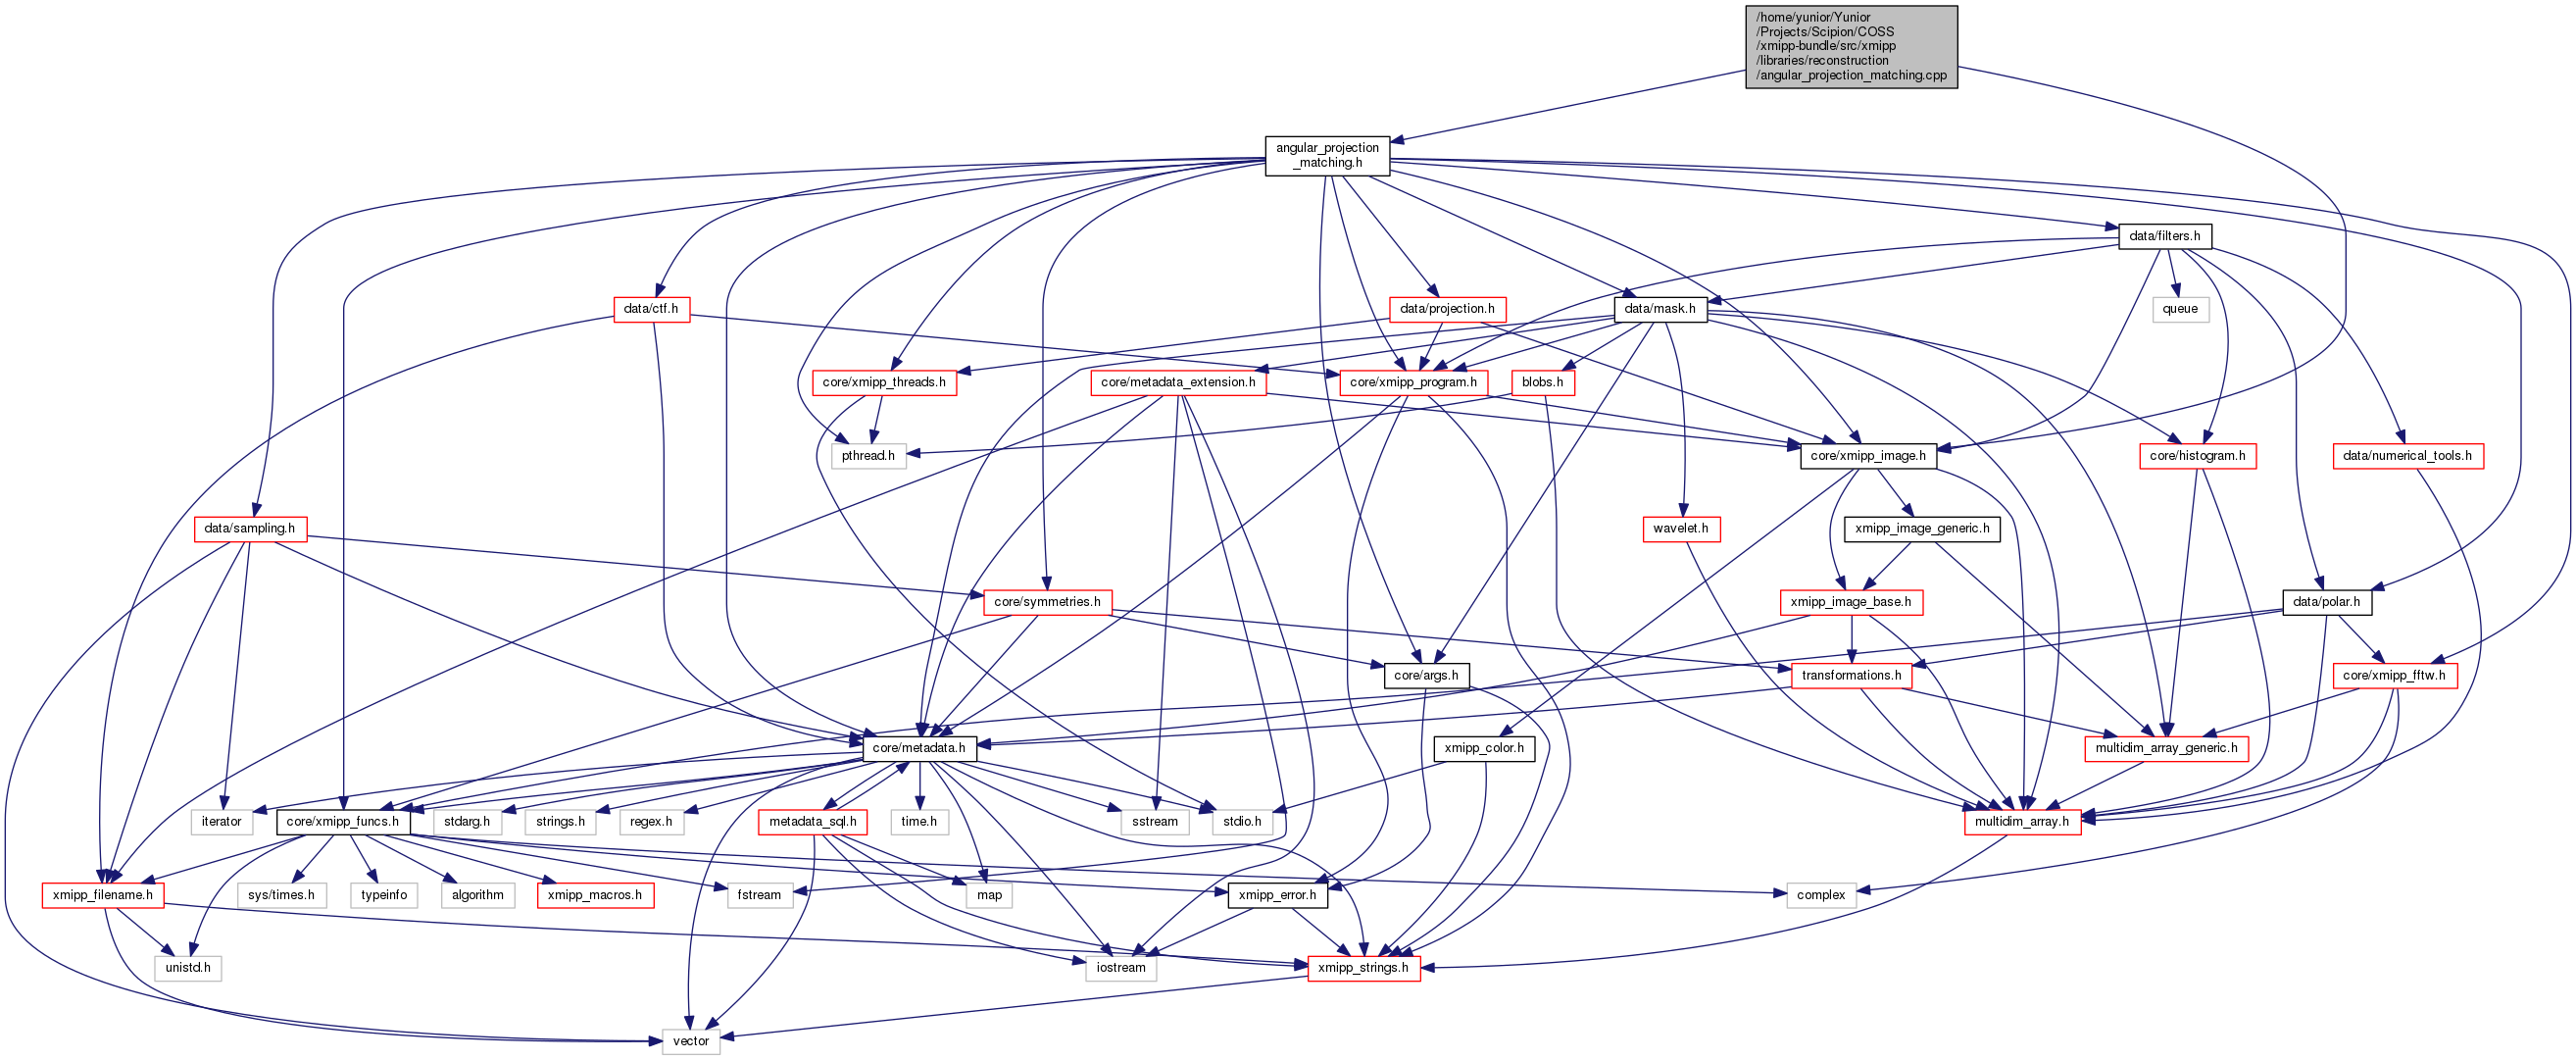 /home/yunior/Yunior
/Projects/Scipion/COSS
/xmipp-bundle/src/xmipp
/libraries/reconstruction
/angular_projection_matching.cpp
angular_projection
_matching.h
data/filters.h
data/ctf.h
data/projection.h
data/mask.h
queue
core/xmipp_threads.h
core/metadata_extension.h
core/xmipp_program.h
blobs.h
pthread.h
core/xmipp_image.h
core/histogram.h
data/numerical_tools.h
data/sampling.h
wavelet.h
xmipp_image_generic.h
core/symmetries.h
xmipp_image_base.h
data/polar.h
core/args.h
transformations.h
core/xmipp_fftw.h
core/metadata.h
xmipp_color.h
multidim_array_generic.h
iterator
core/xmipp_funcs.h
stdarg.h
strings.h
regex.h
metadata_sql.h
time.h
sstream
stdio.h
multidim_array.h
xmipp_filename.h
sys/times.h
typeinfo
algorithm
xmipp_macros.h
fstream
map
xmipp_error.h
complex
unistd.h
iostream
xmipp_strings.h
vector